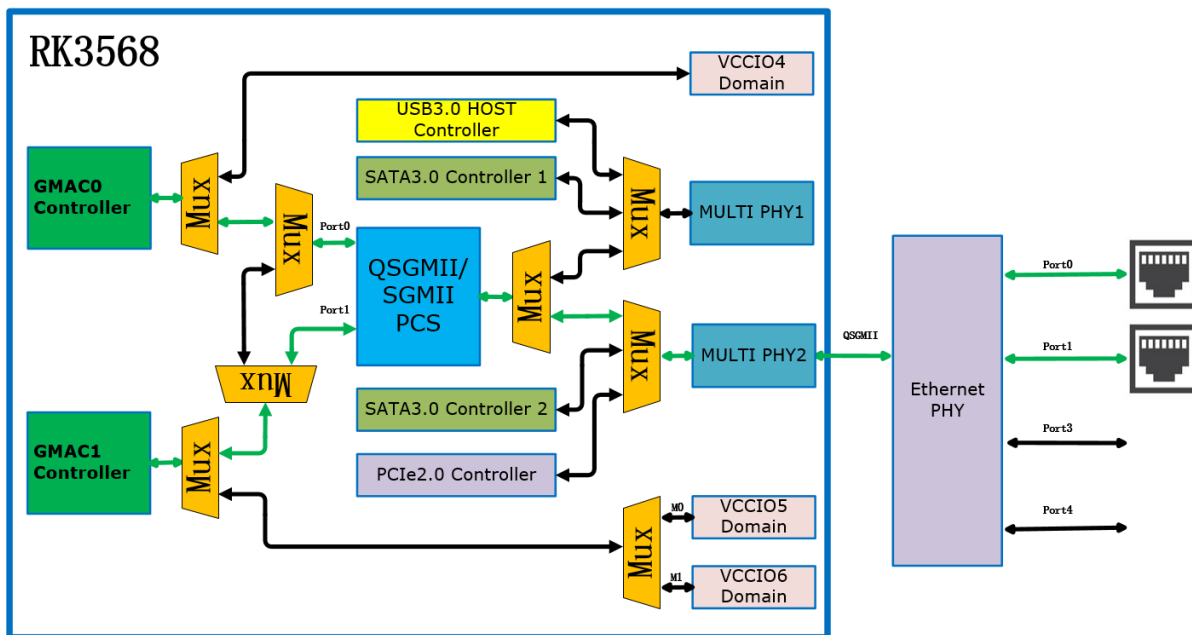 RK3568
VCCIO4
Domain
USB3.0 HOST
Controller
GMAC0
Controller
Mux
SATA3.0 Controller 1
Mux
Mux
MULTI PHY1
Port0
QSGMII/
SGMII
PCS
Mux
Port1
Mux
MULTI PHY2
QSGMII
Ethernet
PHY
Port0
Port1
Port3
Port4
Mux
SATA3.0 Controller 2
GMAC1
Controller
Mux
PCIe2.0 Controller
Mux
M0
VCCIO5
Domain
M1
VCCIO6
Domain